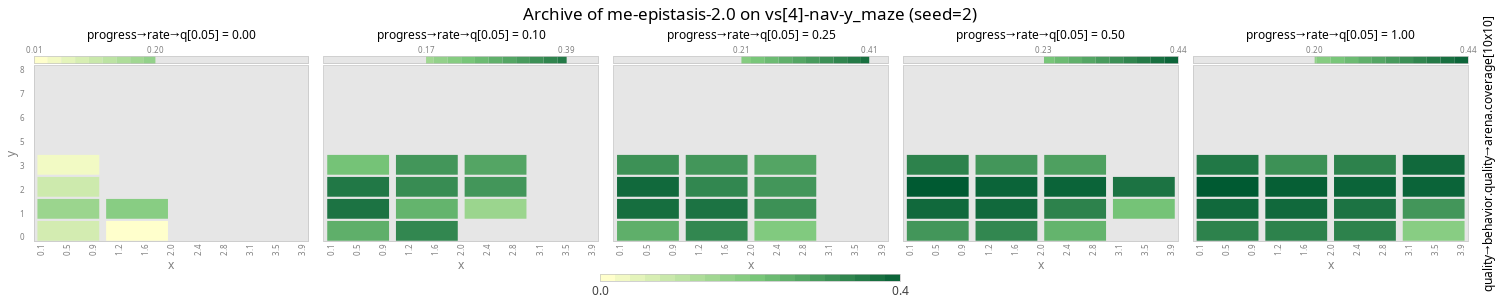 Archive of me-epistasis-2.0 on vs[4]-nav-y_maze (seed=2)
progress→rate→q[0.05] = 0.00
progress→rate→q[0.05] = 0.10
progress→rate→q[0.05] = 0.25
progress→rate→q[0.05] = 0.50
progress→rate→q[0.05] = 1.00
0.01 0.20
0.17 0.39
0.21 0.41
0.23 0.44
0.20 0.44
y
8
7
6
5
3
2
1
0
0.1 0.5 0.9 1.2 1.6 2.0 2.4 2.8 3.1 3.5 3.9
0.1 0.5 0.9 1.2 1.6 2.0 2.4 2.8 3.1 3.5 3.9
0.1 0.5 0.9 1.2 1.6 2.0 2.4 2.8 3.1 3.5 3.9
0.1 0.5 0.9 1.2 1.6 2.0 2.4 2.8 3.1 3.5 3.9
0.1 0.5 0.9 1.2 1.6 2.0 2.4 2.8 3.1 3.5 3.9
x
x
x
x
x
0.0 0.4
quality→behavior.quality→arena.coverage[10x10]